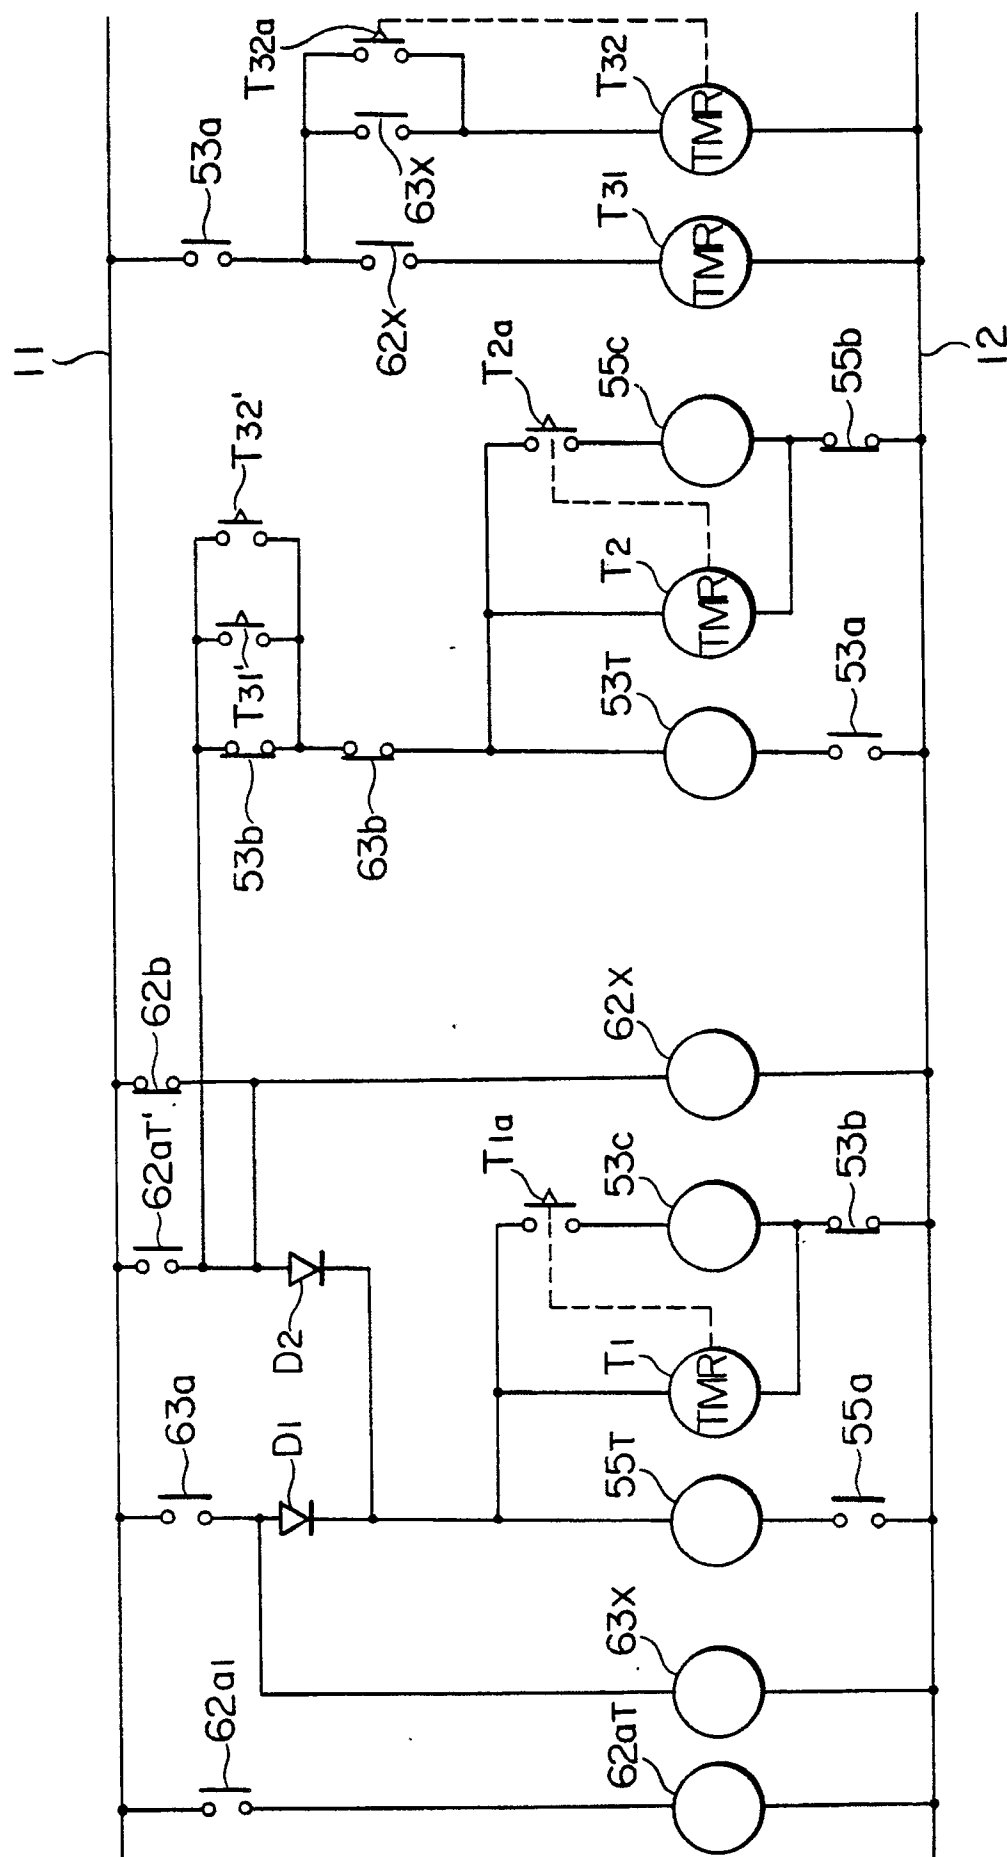 11
T32a
53a
63X
62X
TMR
T32
TMR
T31
T32'
T31'
53b
63b
T2a
55c
T2
TMR
53T
55b
53a
12
62b
62aT'
62X
D2
T1a
53c
T1
TMR
53b
63a
D1
55T
55a
62a1
63X
62aT